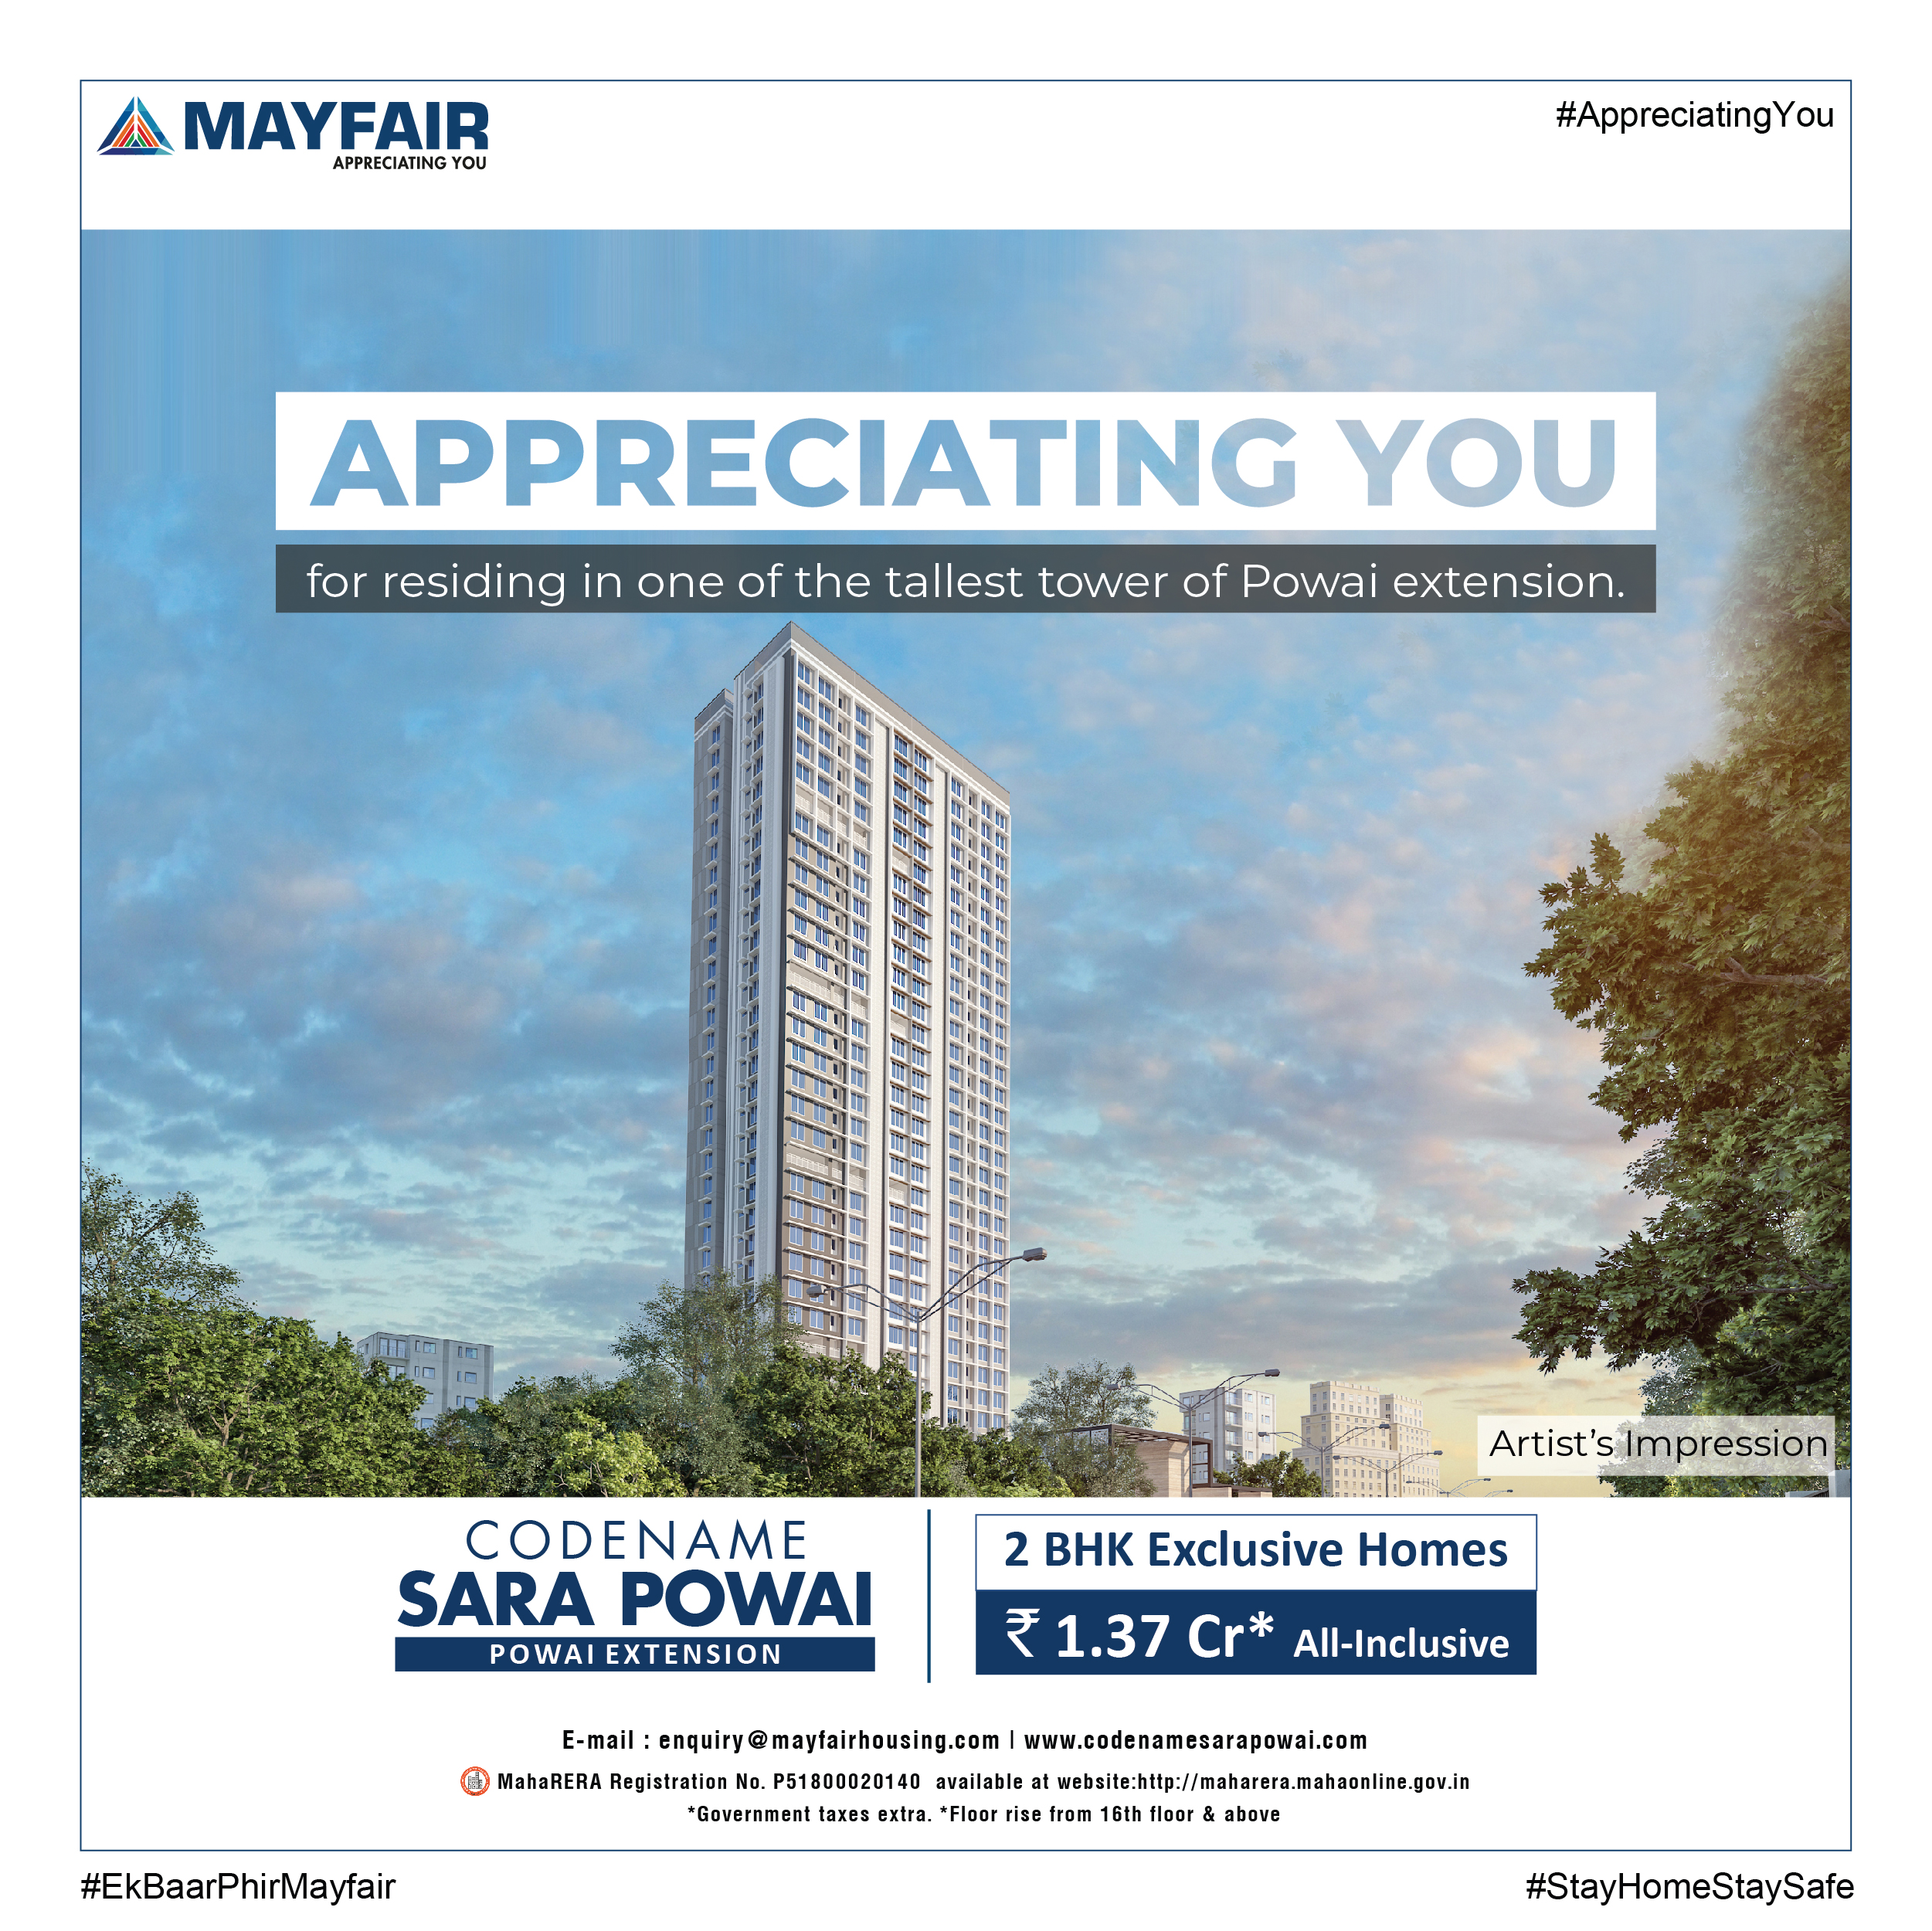 MAYFAIR
APPRECIATING YOU
#AppreciatingYou
APPRECIATING YOU
for residing in one of the tallest tower of Powai extension.
Artist's Impression
CODENAME
SARA POWAI
POWAI EXTENSION
2 BHK Exclusive Homes
₹ 1.37 Cr* All-Inclusive
E-mail : enquiry@mayfairhousing.com | www.codenamesarapowai.com
MahaRERA Registration No. P51800020140 available at website:http://maharera.mahaonline.gov.in
*Government taxes extra. *Floor rise from 16th floor & above
#EkBaarPhirMayfair
#StayHomeStaySafe